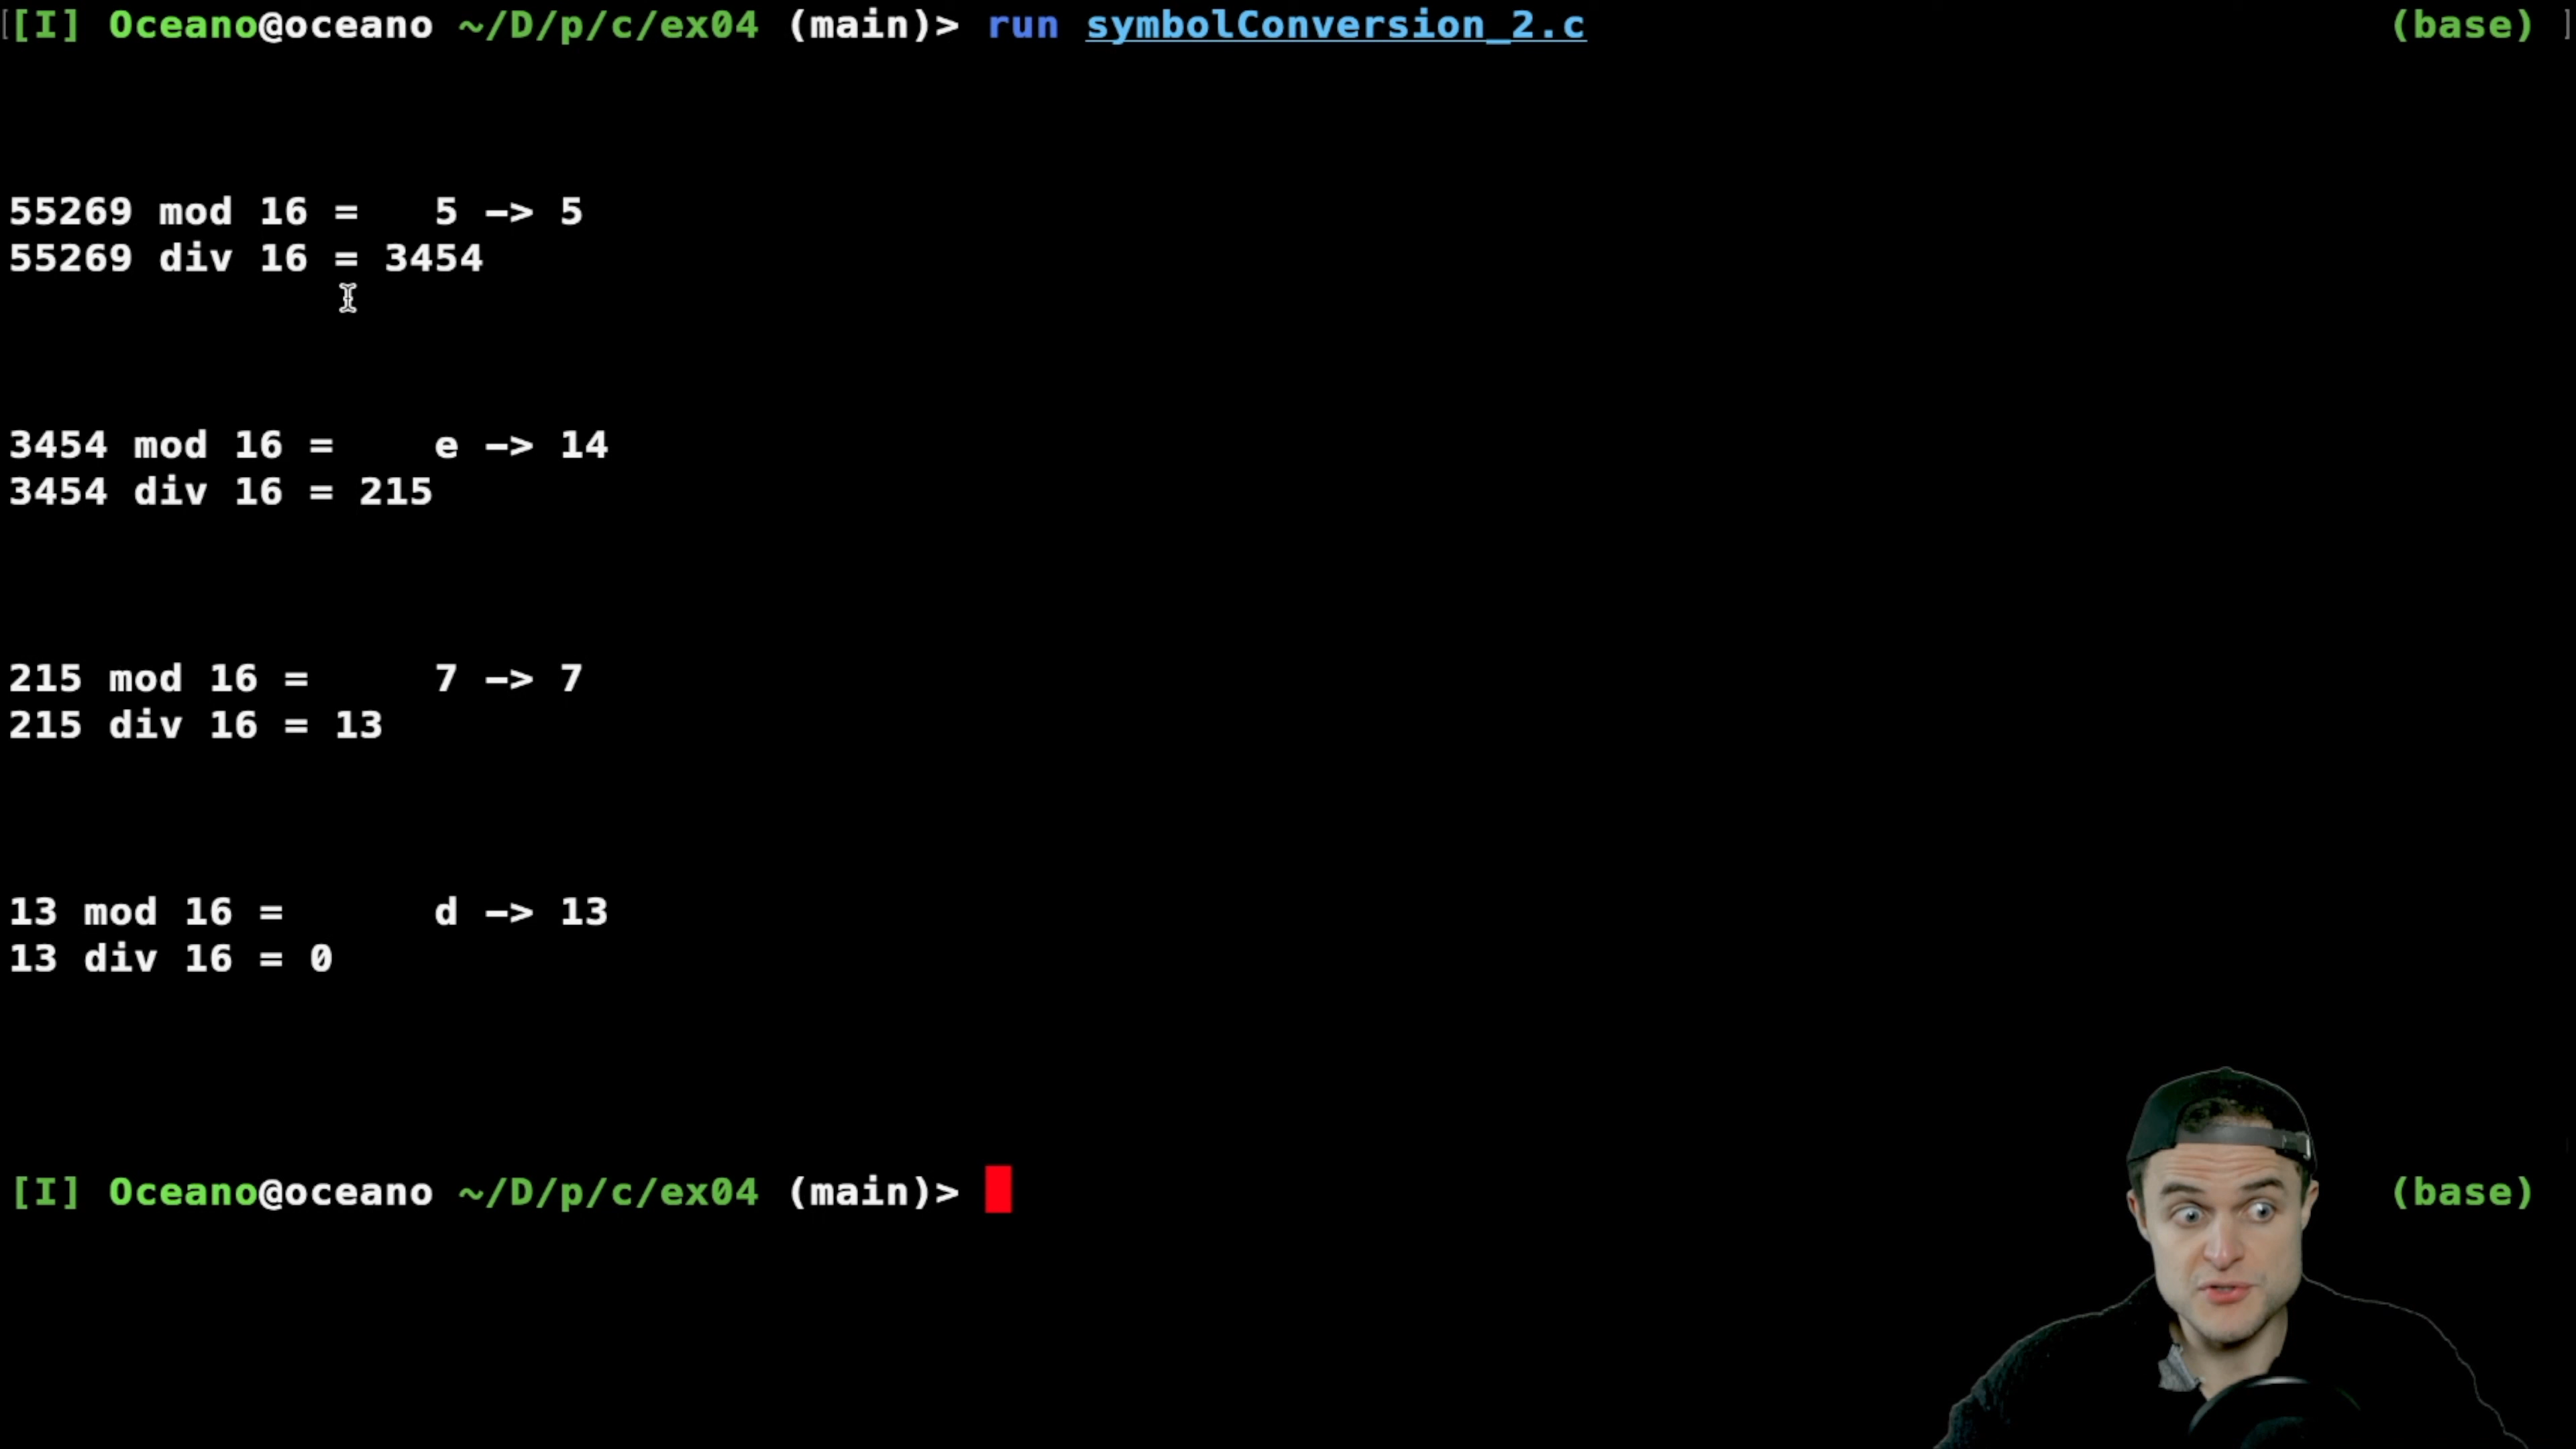 [[I] Oceano@oceano ~/D/p/c/ex04 (main)> run symbolConversion_2.c (base) ]
55269 mod 16 =   5 —> 5
55269 div 16 = 3454
3454 mod 16 =    e —> 14
3454 div 16 = 215
215 mod 16 =     7 —> 7
215 div 16 = 13
13 mod 16 =      d —> 13
13 div 16 = 0
[I] Oceano@oceano ~/D/p/c/ex04 (main)> (base)